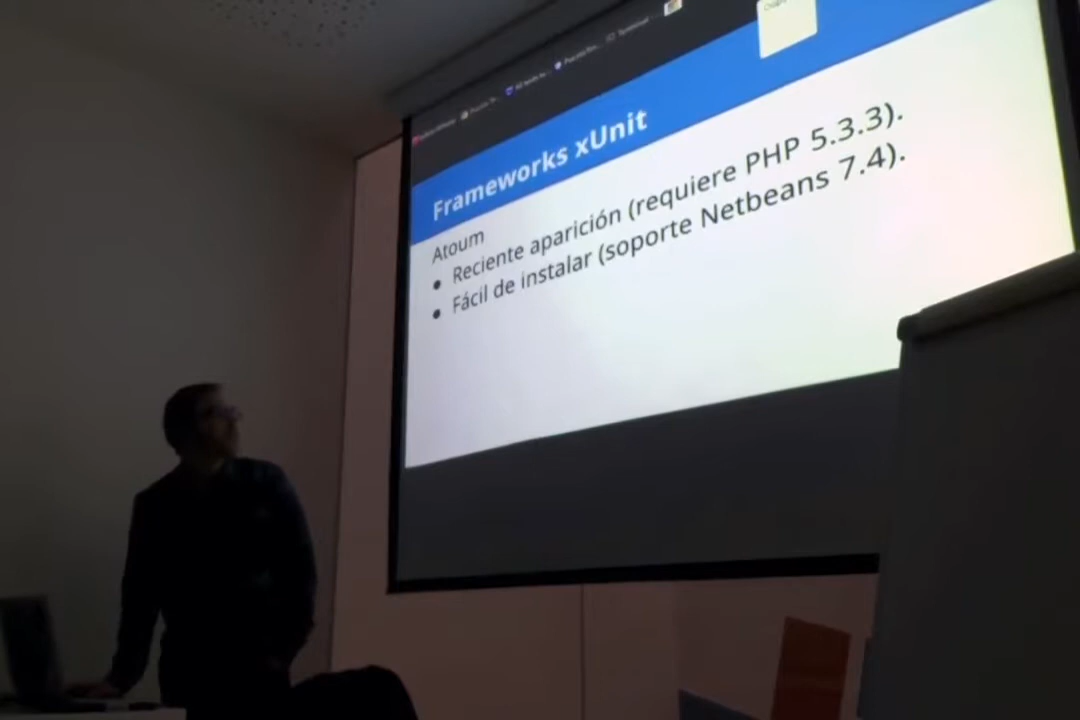 Frameworks xUnit
Atoum
● Reciente aparición (requiere PHP 5.3.3).
● Fácil de instalar (soporte Netbeans 7.4).